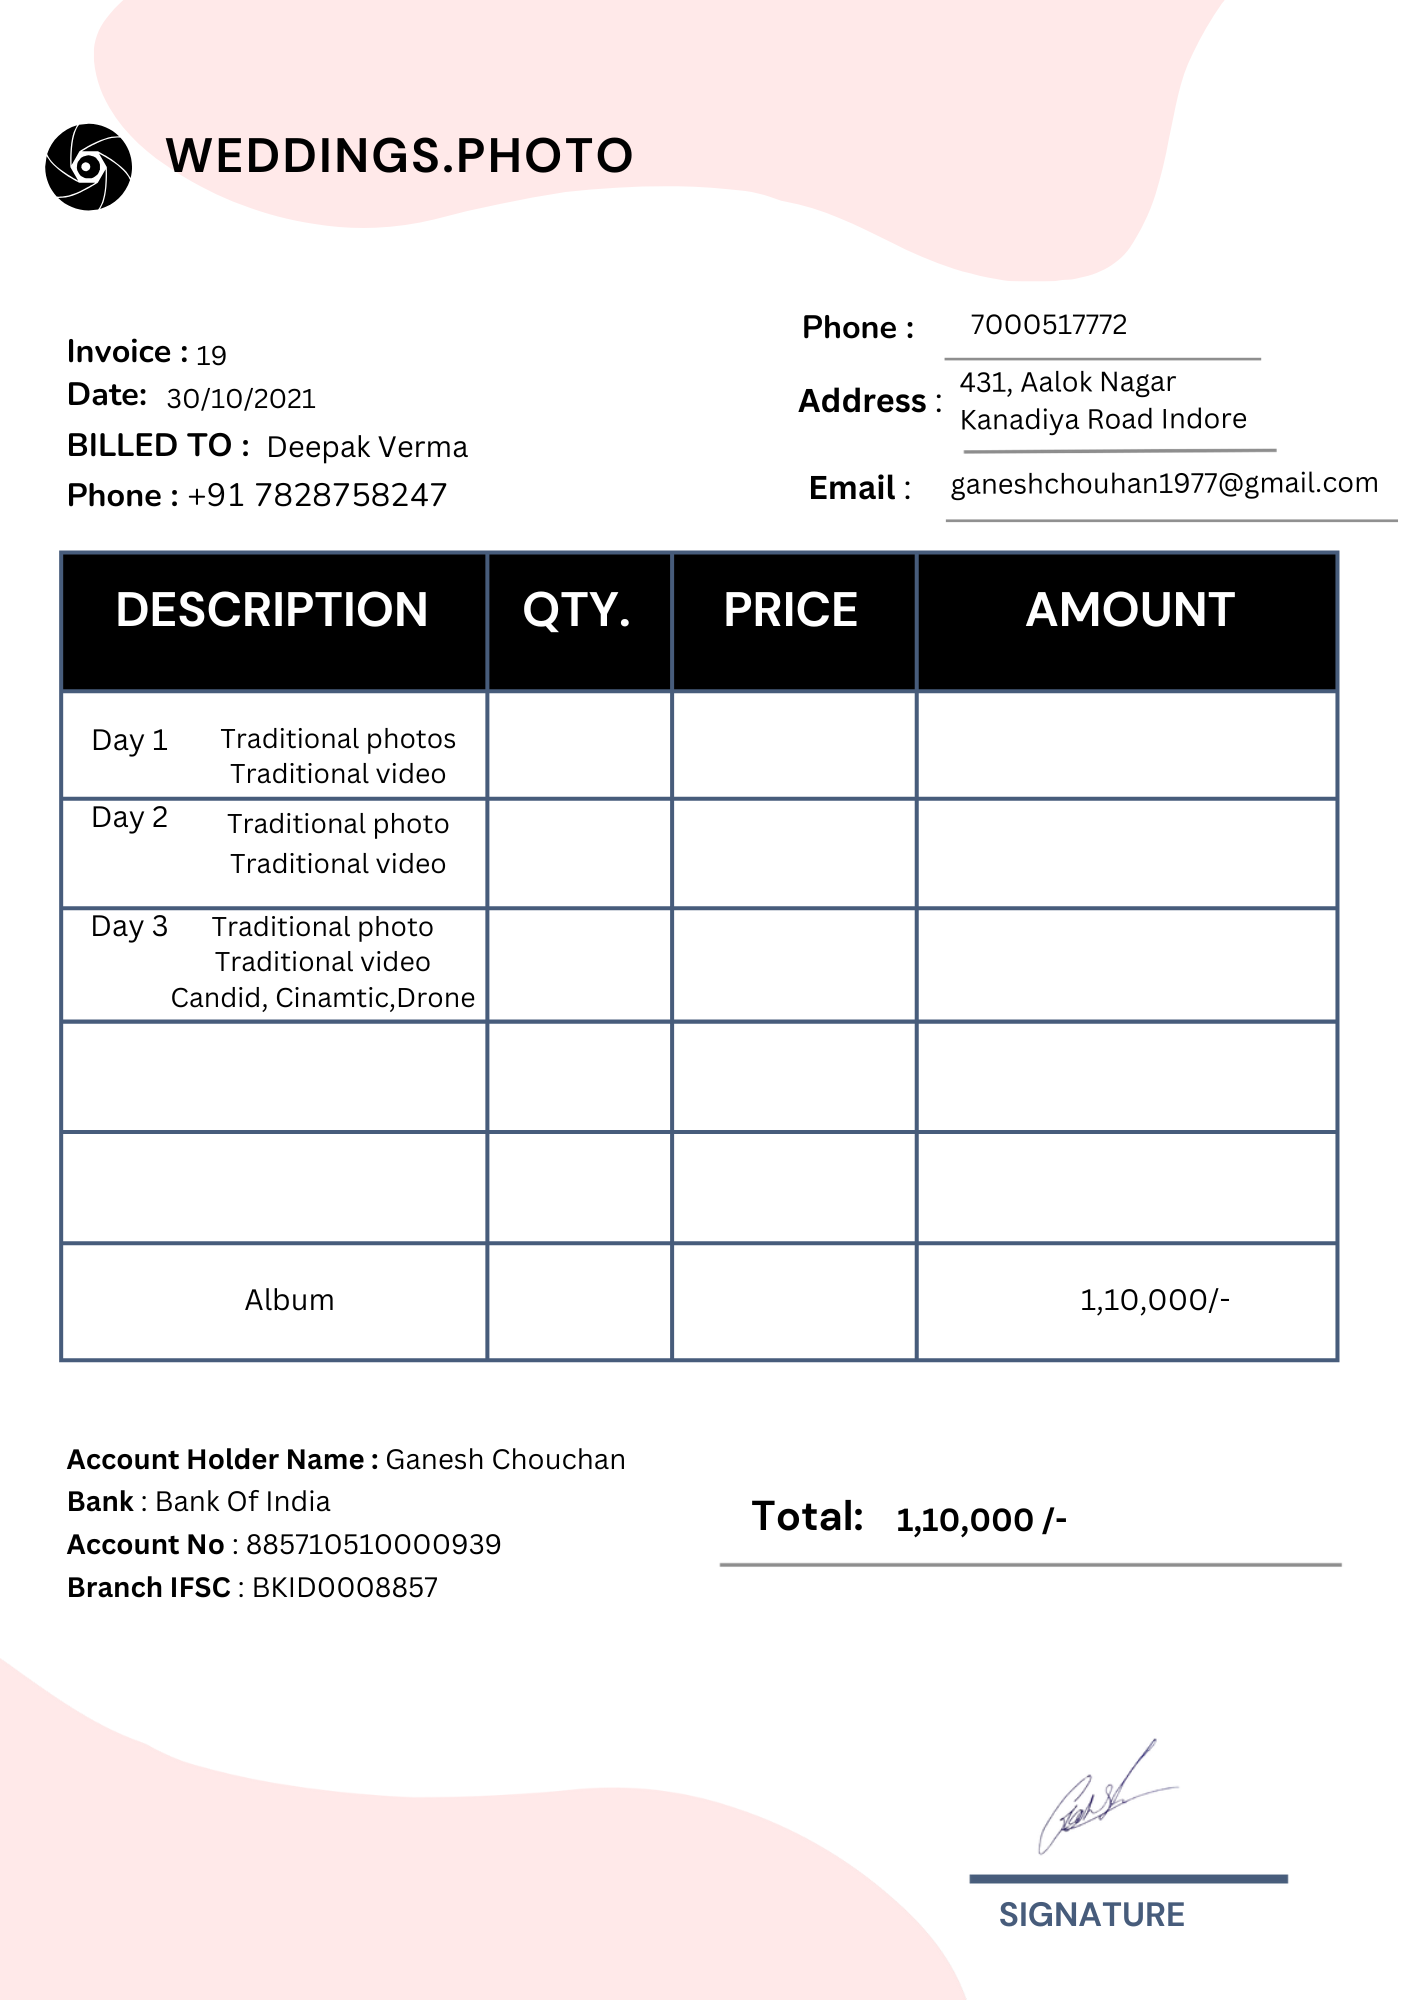 WEDDINGS.PHOTO
Invoice : 19
Date: 30/10/2021
BILLED TO : Deepak Verma
Phone : +91 7828758247
Phone : 7000517772
Address : 431, Aalok Nagar
Kanadiya Road Indore
Email : ganeshchouhan1977@gmail.com
DESCRIPTION QTY. PRICE AMOUNT
Day 1 Traditional photos
Traditional video
Day 2 Traditional photo
Traditional video
Day 3 Traditional photo
Traditional video
Candid, Cinamtic,Drone
Album 1,10,000/-
Account Holder Name : Ganesh Chouchan
Bank : Bank Of India
Account No : 885710510000939
Branch IFSC : BKID0008857
Total: 1,10,000 /-
SIGNATURE